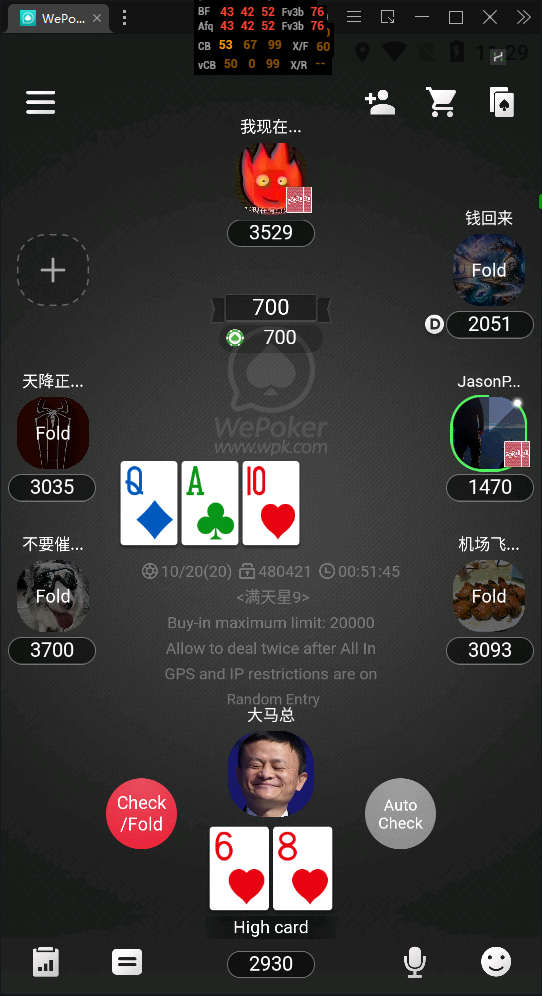 WePo...
BF 43 42 52 Fv3b 76
Afq 43 42 52 Fv3b 76
CB 53 67 99 X/F 60
vCB 50 0 99 X/R --
11:29
我现在...
3529
钱回来
Fold
D
2051
700
700
WePoker
www.wpk.com
天降正...
Fold
3035
JasonP...
1470
Q
A
10
不要催...
Fold
3700
机场飞...
Fold
3093
10/20(20) 480421 00:51:45
<满天星9>
Buy-in maximum limit: 20000
Allow to deal twice after All In
GPS and IP restrictions are on
Random Entry
大马总
Check
/Fold
Auto
Check
6
8
High card
2930